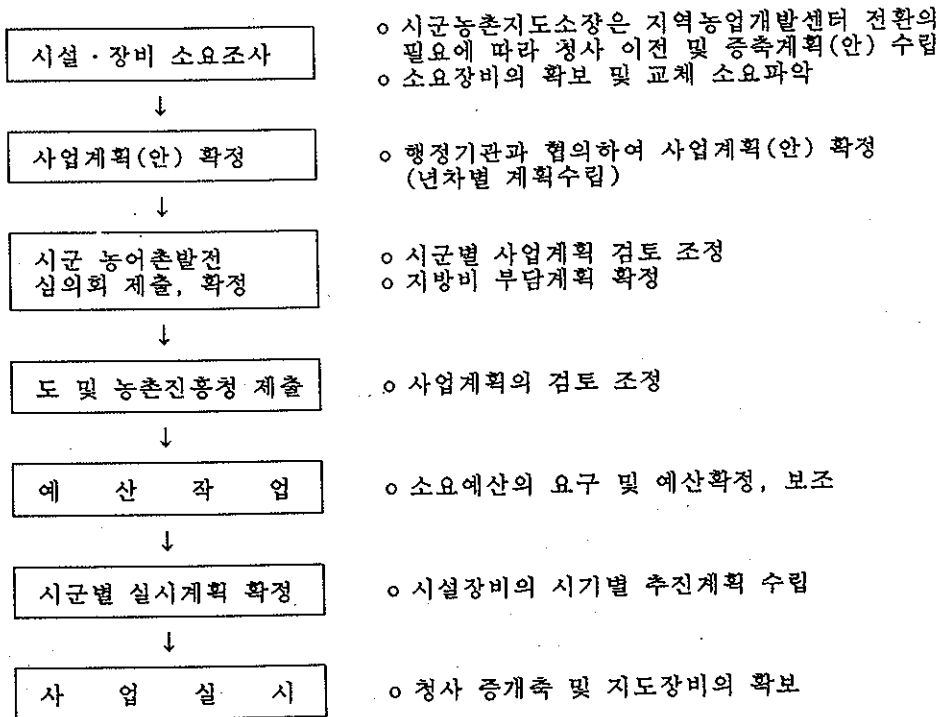 시설·장비 소요조사
o 시군농촌지도소장은 지역농업개발센터 전환의
필요에 따라 청사 이전 및 증축계획(안) 수립
o 소요장비의 확보 및 교체 소요파악
↓
사업계획(안) 확정
o 행정기관과 협의하여 사업계획(안) 확정
(년차별 계획수립)
↓
시군 농어촌발전
심의회 제출, 확정
o 시군별 사업계획 검토 조정
o 지방비 부담계획 확정
↓
도 및 농촌진흥청 제출
o 사업계획의 검토 조정
↓
예 산 작 업
o 소요예산의 요구 및 예산확정, 보조
↓
시군별 실시계획 확정
o 시설장비의 시기별 추진계획 수립
↓
사 업 실 시
o 청사 증개축 및 지도장비의 확보